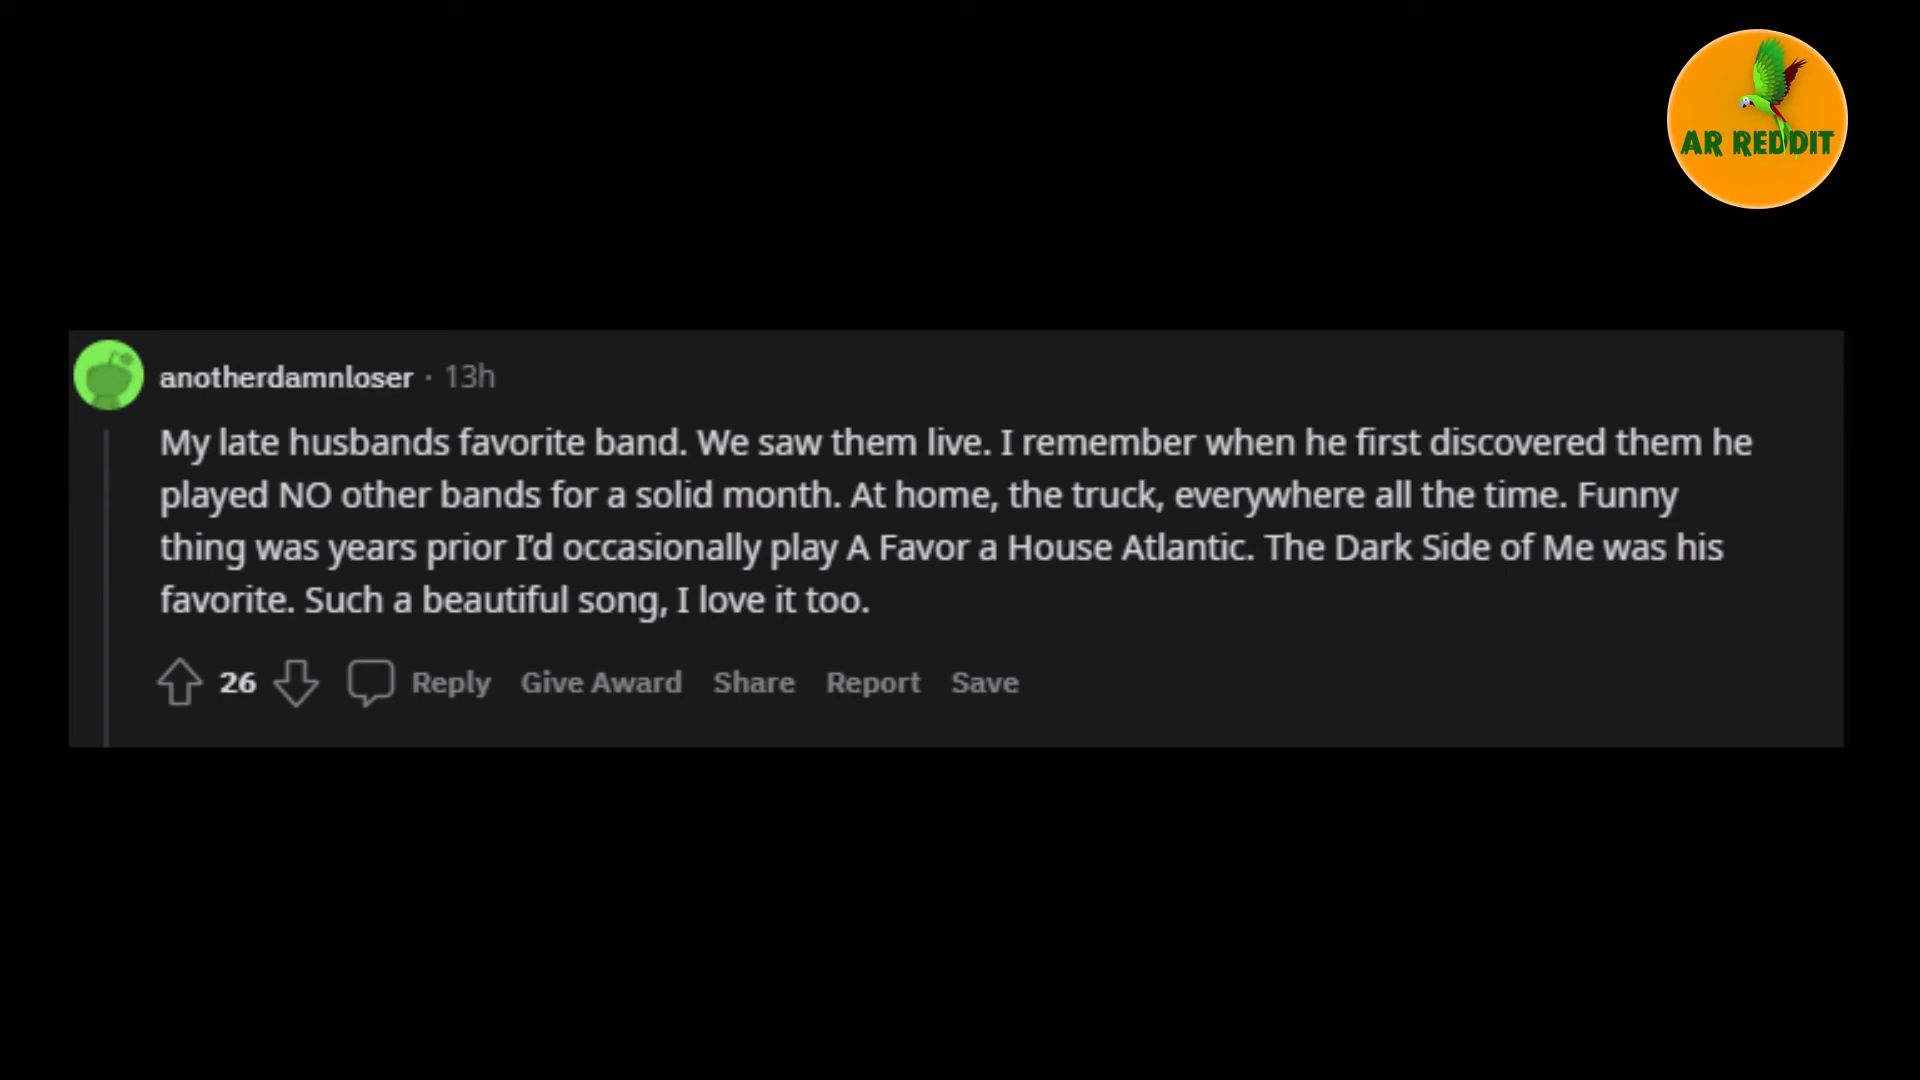 AR REDDIT
anotherdamnloser · 13h
My late husbands favorite band. We saw them live. I remember when he first discovered them he
played NO other bands for a solid month. At home, the truck, everywhere all the time. Funny
thing was years prior I'd occasionally play A Favor a House Atlantic. The Dark Side of Me was his
favorite. Such a beautiful song, I love it too.
26 Reply Give Award Share Report Save